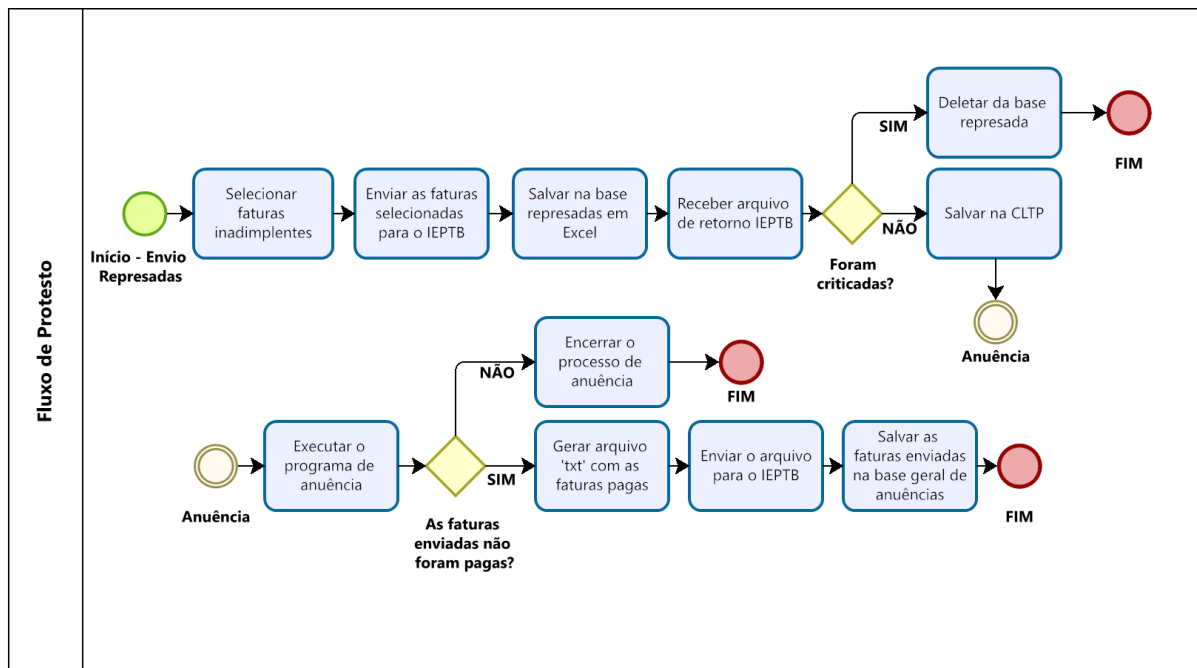 Fluxo de Protesto
Início - Envio
Represadas
Selecionar
faturas
inadimplentes
Enviar as faturas
selecionadas
para o IEPTB
Salvar na base
represadas em
Excel
Receber arquivo
de retorno IEPTB
Foram
criticadas?
SIM
Deletar da base
represada
FIM
NÃO
Salvar na CLTP
Anuência
Anuência
Executar o
programa de
anuência
As faturas
enviadas não
foram pagas?
NÃO
Encerrar o
processo de
anuência
FIM
SIM
Gerar arquivo
'txt' com as
faturas pagas
Enviar o arquivo
para o IEPTB
Salvar as
faturas enviadas
na base geral de
anuências
FIM